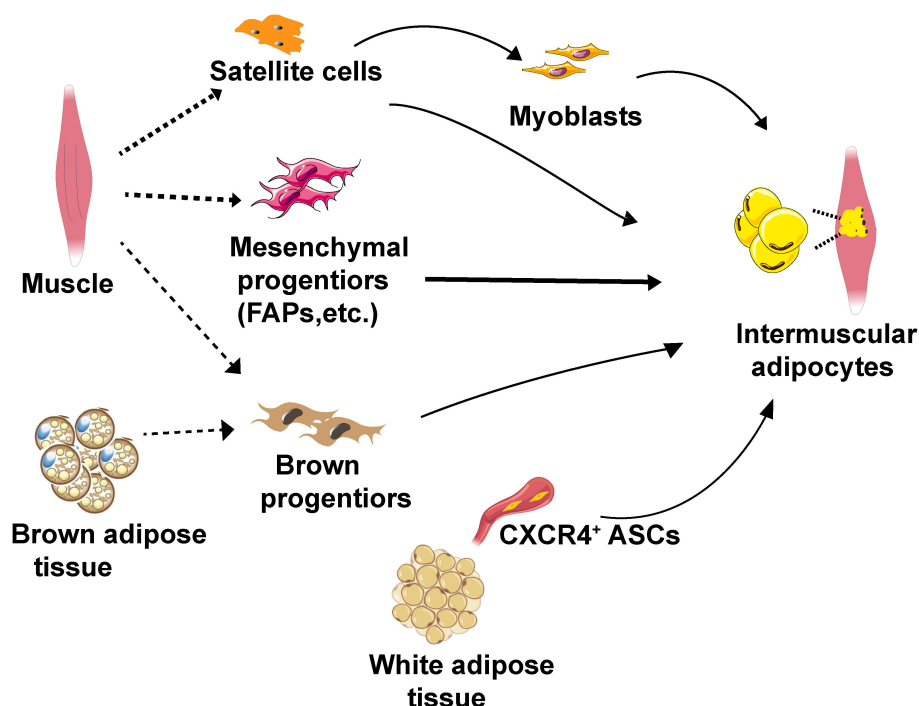 Satellite cells
Myoblasts
Muscle
Mesenchymal
progentiors
(FAPs,etc.)
Intermuscular
adipocytes
Brown
progentiors
Brown adipose
tissue
CXCR4⁺ ASCs
White adipose
tissue